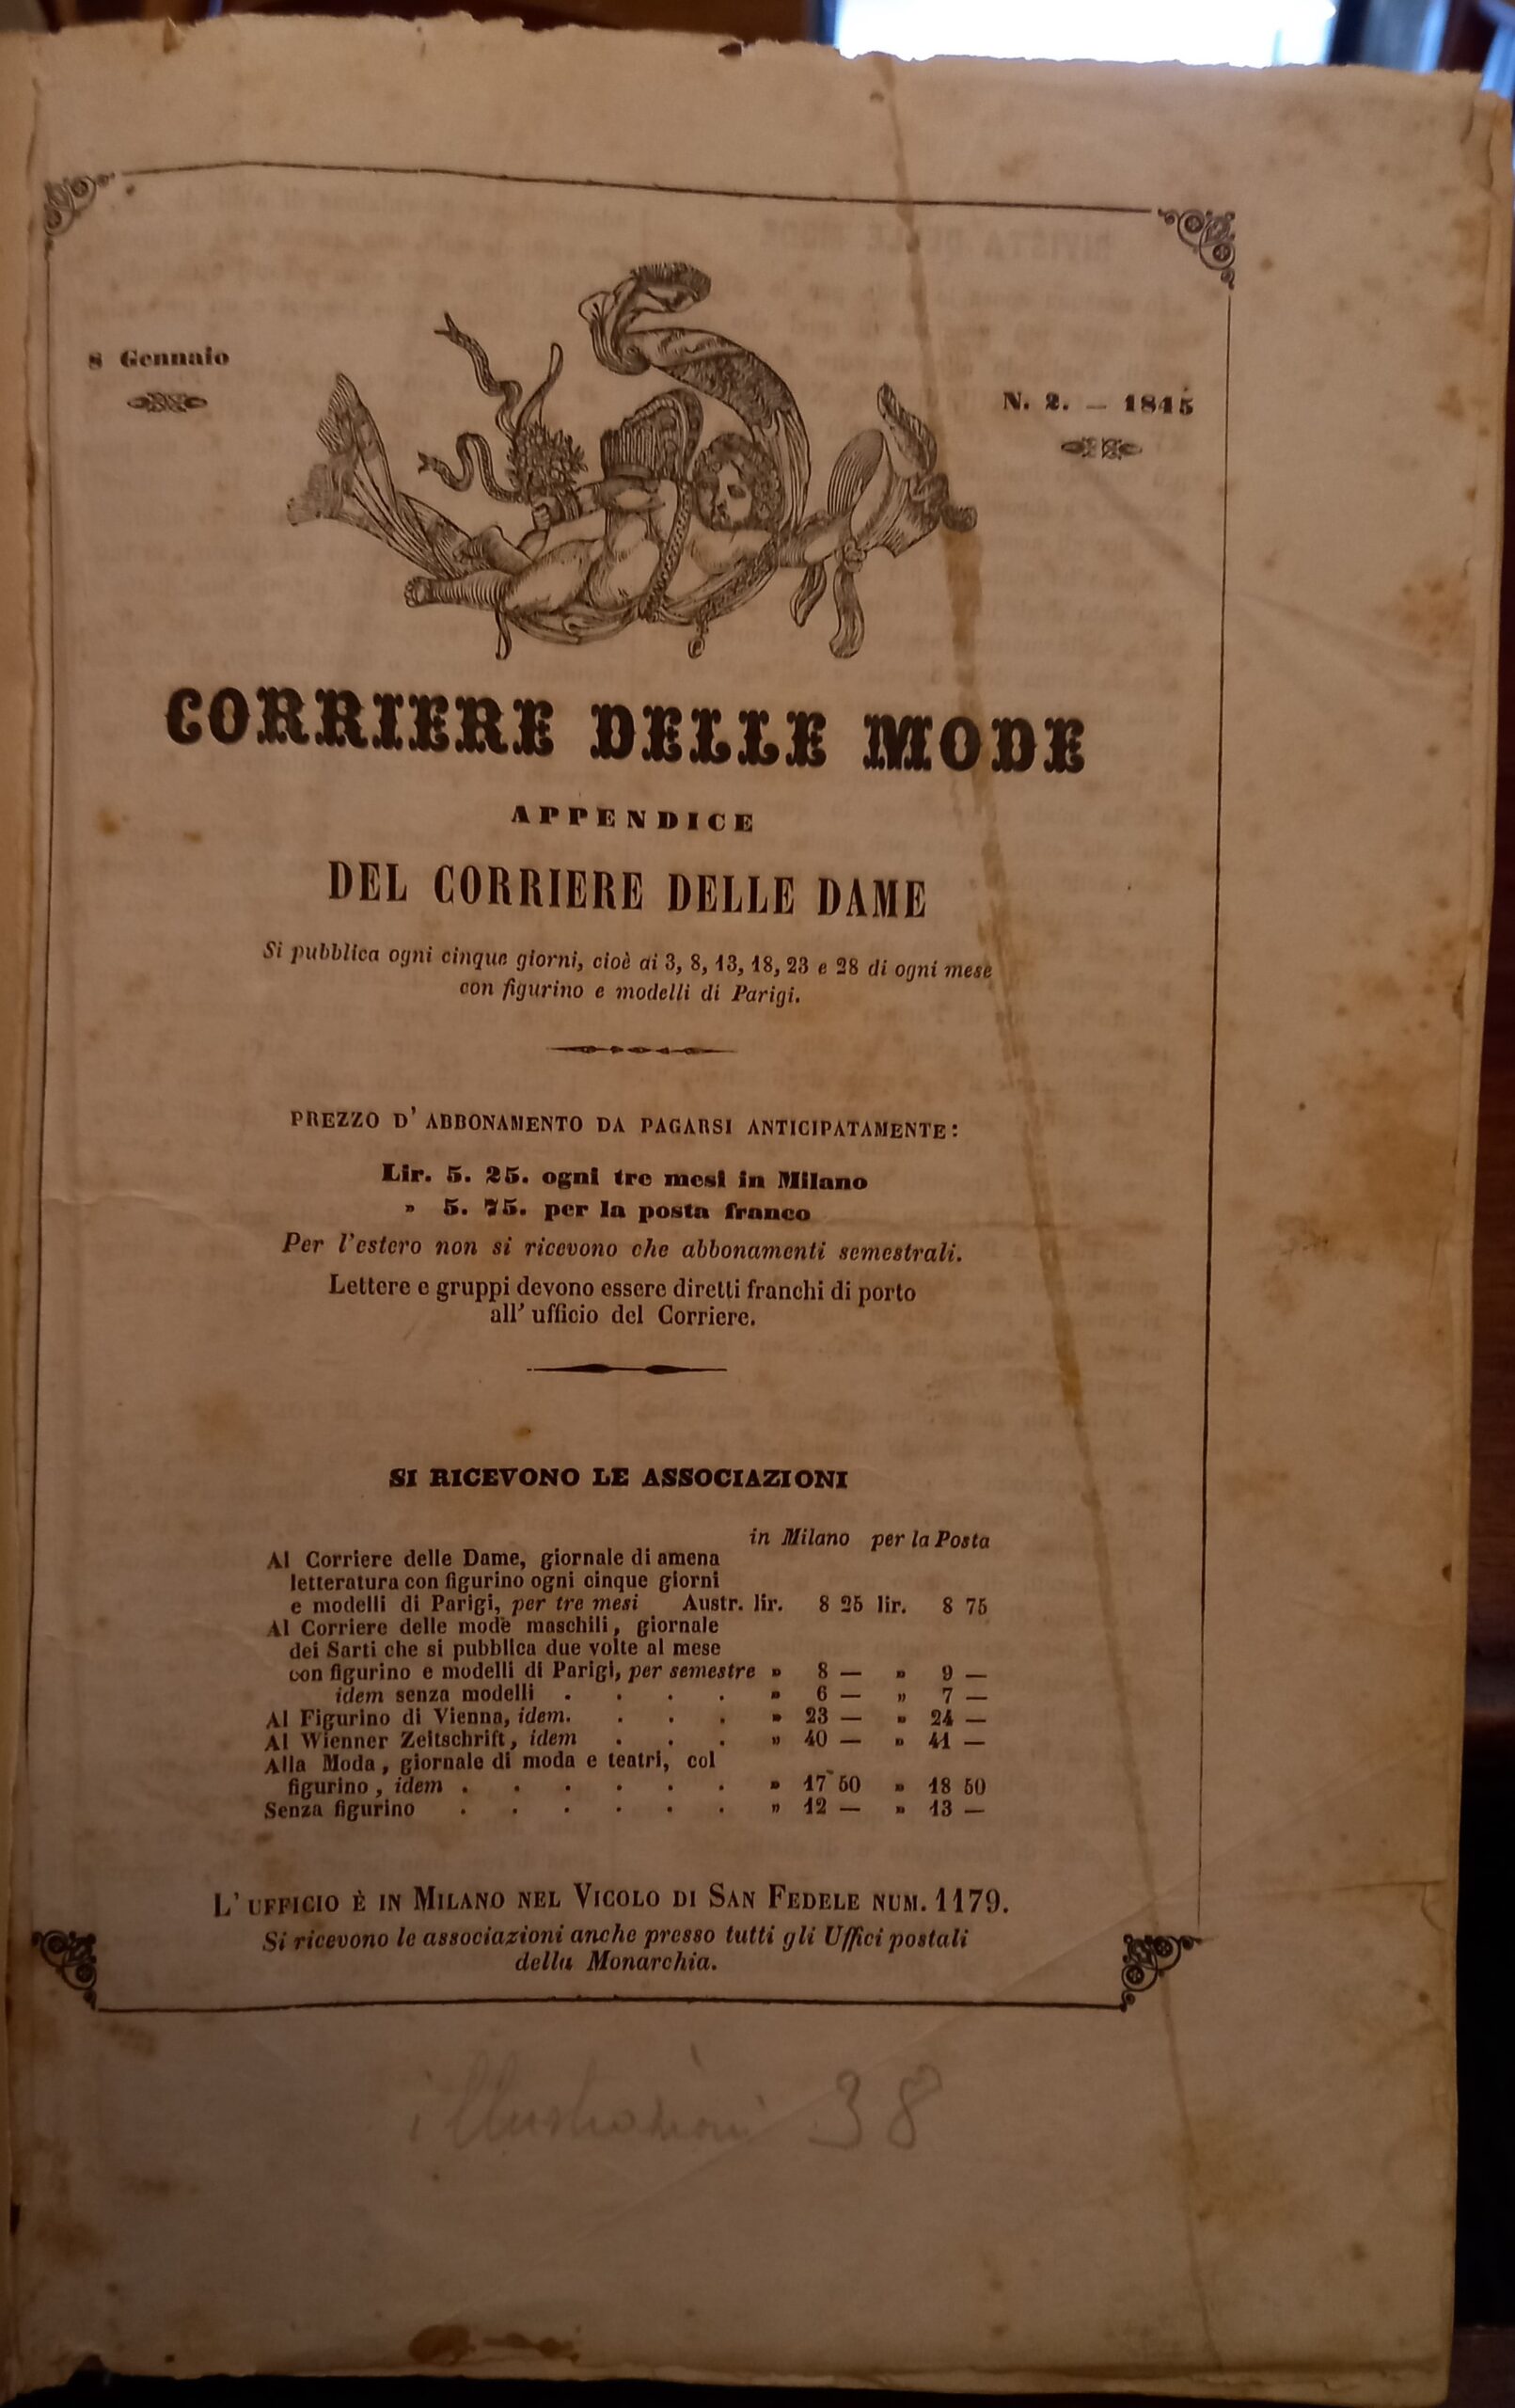 8 Gennaio
N. 2. — 1845
CORRIERE DELLE MODE
APPENDICE
DEL CORRIERE DELLE DAME
Si pubblica ogni cinque giorni, cioè ai 3, 8, 13, 18, 23 e 28 di ogni mese
con figurino e modelli di Parigi.
PREZZO D' ABBONAMENTO DA PAGARSI ANTICIPATAMENTE:
Lir. 5. 25. ogni tre mesi in Milano
» 5. 75. per la posta franco
Per l'estero non si ricevono che abbonamenti semestrali.
Lettere e gruppi devono essere diretti franchi di porto
all' ufficio del Corriere.
SI RICEVONO LE ASSOCIAZIONI
in Milano per la Posta
Al Corriere delle Dame, giornale di amena
letteratura con figurino ogni cinque giorni
e modelli di Parigi, per tre mesi Austr. lir. 8 25 lir. 8 75
Al Corriere delle mode maschili, giornale
dei Sarti che si pubblica due volte al mese
con figurino e modelli di Parigi, per semestre » 8 — » 9 —
idem senza modelli . . . . » 6 — » 7 —
Al Figurino di Vienna, idem. . . . » 23 — » 24 —
Al Wienner Zeitschrift, idem . . . » 40 — » 41 —
Alla Moda, giornale di moda e teatri, col
figurino, idem . . . . . . » 17 50 » 18 50
Senza figurino . . . . . . » 12 — » 13 —
L' UFFICIO È IN MILANO NEL VICOLO DI SAN FEDELE NUM. 1179.
Si ricevono le associazioni anche presso tutti gli Uffici postali
della Monarchia.
illustrazioni 38